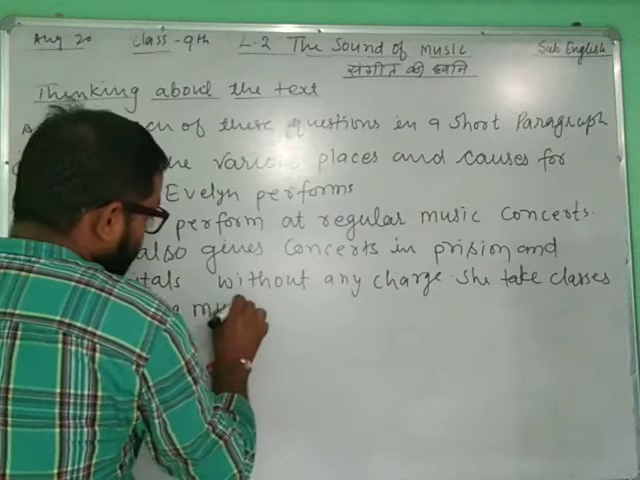 Aug 20 Class - 9th L-2 The Sound of Music Sub English
संगीत की ध्वनि
Thinking about the text
of these questions in a short Paragraph
the various places and causes for
Evelyn performs
perform at regular music concerts.
also gives concerts in prision and
without any charge. She take classes